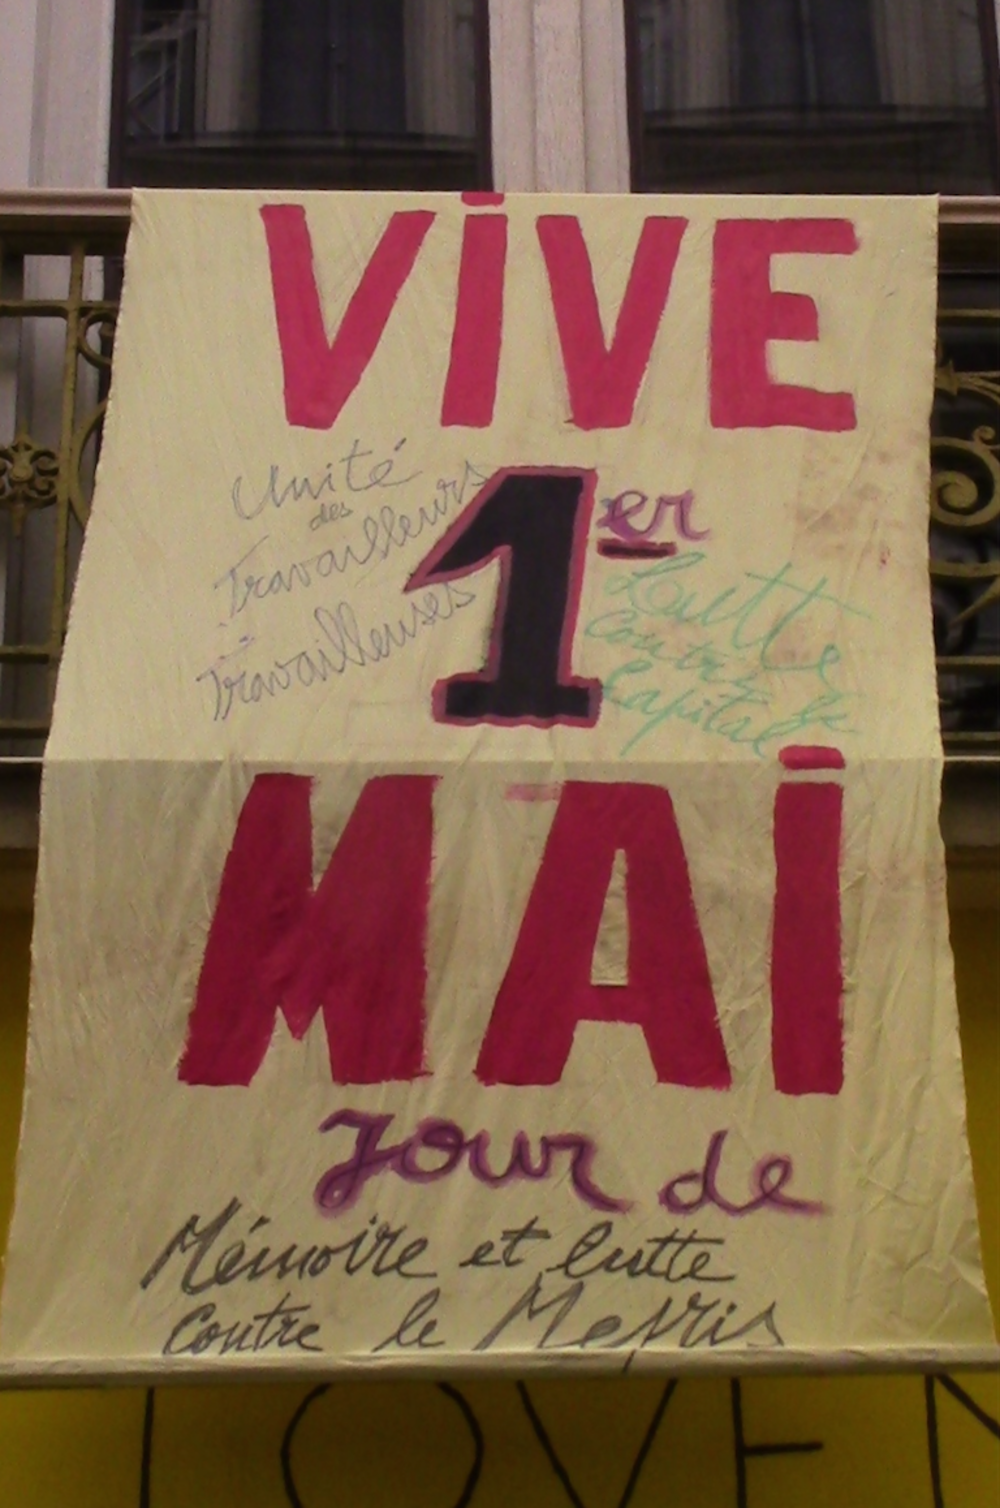 ViVE
Unité
des
Travailleurs
Travailleuses
1er
Lutte
contre le
Capital
MAi
Jour de
Mémoire et lutte
contre le Mepris
LOVE